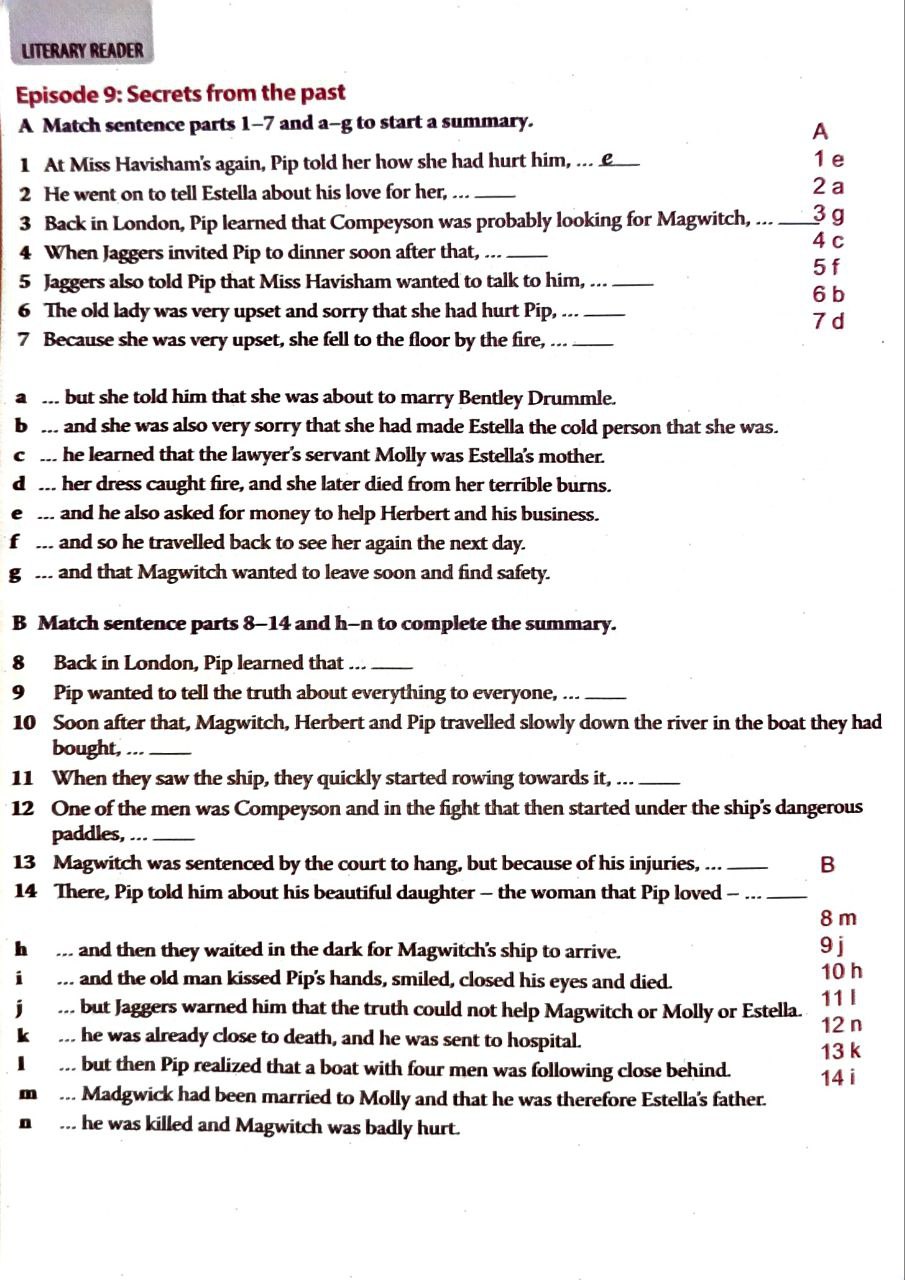 LITERARY READER
Episode 9: Secrets from the past
A Match sentence parts 1–7 and a–g to start a summary.
A
1 At Miss Havisham's again, Pip told her how she had hurt him, ... e
1 e
2 He went on to tell Estella about his love for her, ... ____
2 a
3 Back in London, Pip learned that Compeyson was probably looking for Magwitch, ... ____
3 g
4 When Jaggers invited Pip to dinner soon after that, ... ____
4 c
5 Jaggers also told Pip that Miss Havisham wanted to talk to him, ... ____
5 f
6 The old lady was very upset and sorry that she had hurt Pip, ... ____
6 b
7 Because she was very upset, she fell to the floor by the fire, ... ____
7 d
a ... but she told him that she was about to marry Bentley Drummle.
b ... and she was also very sorry that she had made Estella the cold person that she was.
c ... he learned that the lawyer's servant Molly was Estella's mother.
d ... her dress caught fire, and she later died from her terrible burns.
e ... and he also asked for money to help Herbert and his business.
f ... and so he travelled back to see her again the next day.
g ... and that Magwitch wanted to leave soon and find safety.
B Match sentence parts 8–14 and h–n to complete the summary.
8 Back in London, Pip learned that ... ____
9 Pip wanted to tell the truth about everything to everyone, ... ____
10 Soon after that, Magwitch, Herbert and Pip travelled slowly down the river in the boat they had
bought, ... ____
11 When they saw the ship, they quickly started rowing towards it, ... ____
12 One of the men was Compeyson and in the fight that then started under the ship's dangerous
paddles, ... ____
13 Magwitch was sentenced by the court to hang, but because of his injuries, ... ____
B
14 There, Pip told him about his beautiful daughter – the woman that Pip loved – ... ____
8 m
h ... and then they waited in the dark for Magwitch's ship to arrive.
9 j
i ... and the old man kissed Pip's hands, smiled, closed his eyes and died.
10 h
j ... but Jaggers warned him that the truth could not help Magwitch or Molly or Estella.
11 l
k ... he was already close to death, and he was sent to hospital.
12 n
l ... but then Pip realized that a boat with four men was following close behind.
13 k
14 i
m ... Madgwick had been married to Molly and that he was therefore Estella's father.
n ... he was killed and Magwitch was badly hurt.